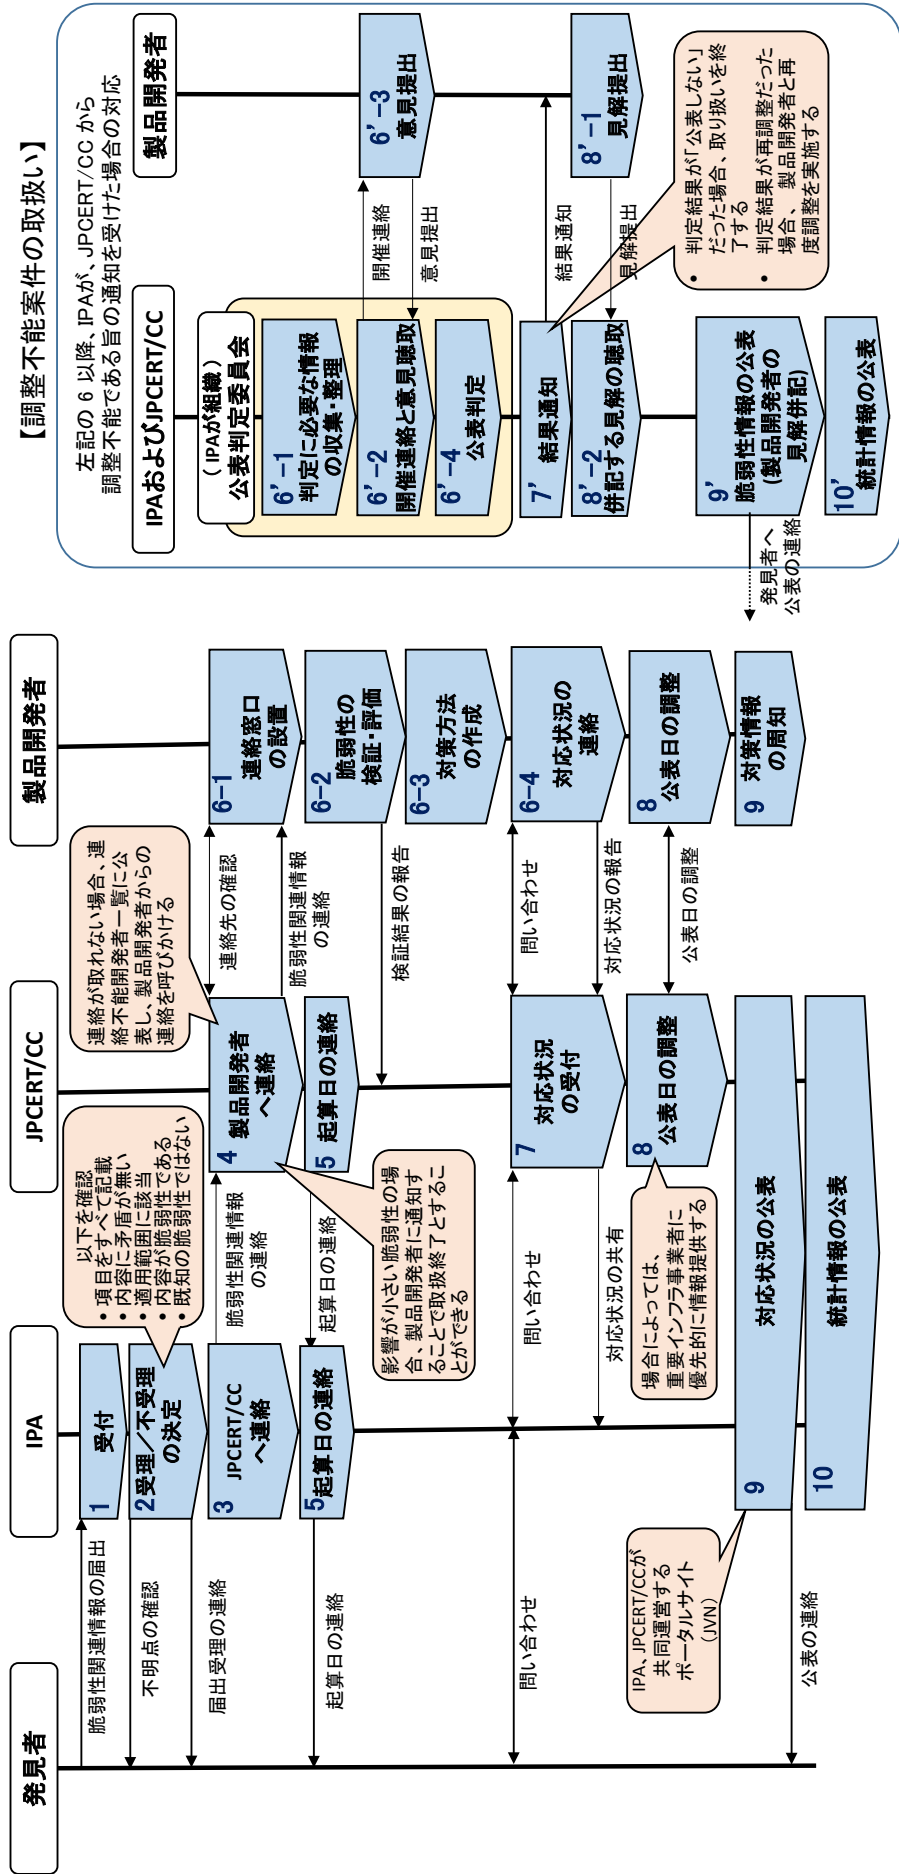 発見者
IPA
JPCERT/CC
製品開発者
脆弱性関連情報の届出
1
受付
不明点の確認
2
受理／不受理
の決定
以下を確認
• 項目をすべて記載
• 内容に矛盾が無い
• 適用範囲に該当
• 内容が脆弱性である
• 既知の脆弱性ではない
届出受理の連絡
3
JPCERT/CC
へ連絡
脆弱性関連情報
の連絡
4
製品開発者
へ連絡
連絡が取れない場合、連
絡不能開発者一覧に公
表し、製品開発者からの
連絡を呼びかける
連絡先の確認
脆弱性関連情報
の連絡
6-1
連絡窓口
の設置
起算日の連絡
5
起算日の連絡
起算日の連絡
5
起算日の連絡
影響が小さい脆弱性の場
合、製品開発者に通知す
ることで取扱終了とするこ
とができる
検証結果の報告
6-2
脆弱性の
検証・評価
6-3
対策方法
の作成
問い合わせ
問い合わせ
対応状況の共有
7
対応状況
の受付
問い合わせ
対応状況の報告
6-4
対応状況の
連絡
場合によっては、
重要インフラ事業者に
優先的に情報提供する
8
公表日の調整
公表日の調整
8
公表日の調整
IPA、JPCERT/CCが
共同運営する
ポータルサイト
（JVN）
9
対応状況の公表
9
対策情報
の周知
公表の連絡
10
統計情報の公表
【調整不能案件の取扱い】
左記の 6 以降、IPAが、JPCERT/CC から
調整不能である旨の通知を受けた場合の対応
IPAおよびJPCERT/CC
製品開発者
（IPAが組織）
公表判定委員会
6’-1
判定に必要な情報
の収集・整理
6’-2
開催連絡と意見聴取
開催連絡
意見提出
6’-3
意見提出
6’-4
公表判定
7’
結果通知
結果通知
8’-2
併記する見解の聴取
見解提出
8’-1
見解提出
• 判定結果が「公表しない」
だった場合、取り扱いを終
了する
• 判定結果が再調整だった
場合、製品開発者と再
度調整を実施する
9’
脆弱性情報の公表
(製品開発者の
見解併記)
発見者へ
公表の連絡
10’
統計情報の公表